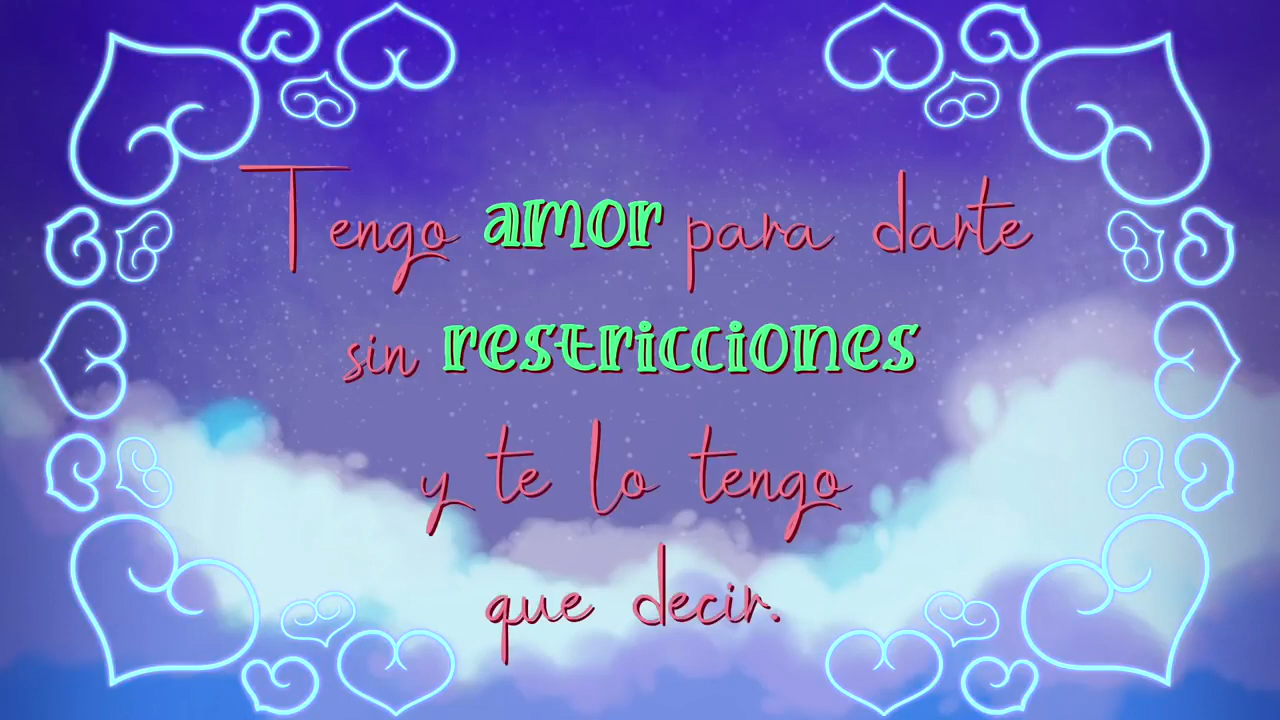 Tengo amor para darte
sin restricciones
y te lo tengo
que decir.